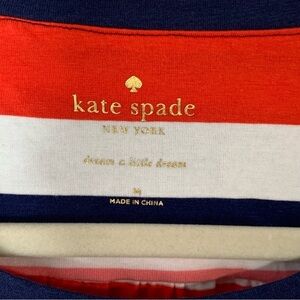 kate spade
NEW YORK
dream a little dream
M
MADE IN CHINA